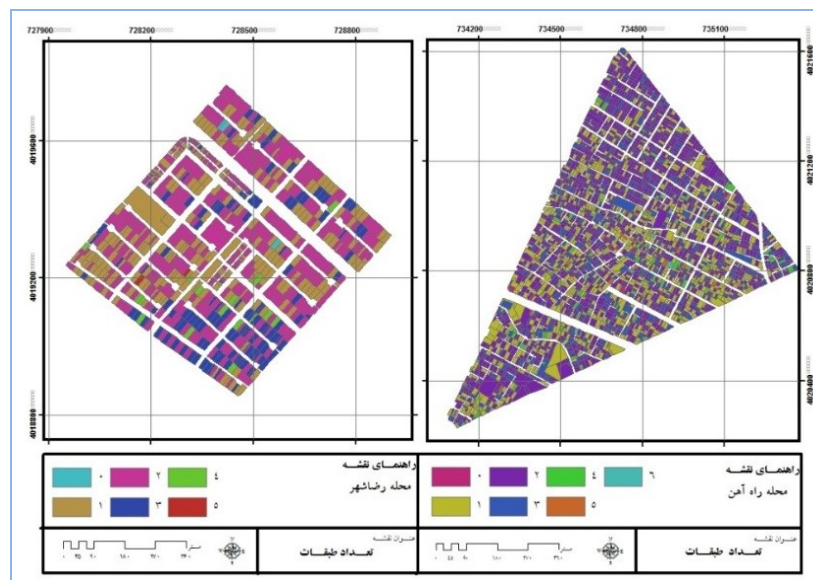 727900 728200 728500 728800
734200 734500 734800 735100
4019600
4019200
4018800
4021600
4021200
4020800
4020400
راهنمای نقشه
محله رضاشهر
۰ ۲ ۴
۱ ۳ ۵
راهنمای نقشه
محله راه آهن
۰ ۲ ۴ ۶
۱ ۳ ۵
عنوان نقشه
تعداد طبقات
متر
عنوان نقشه
تعداد طبقات
متر